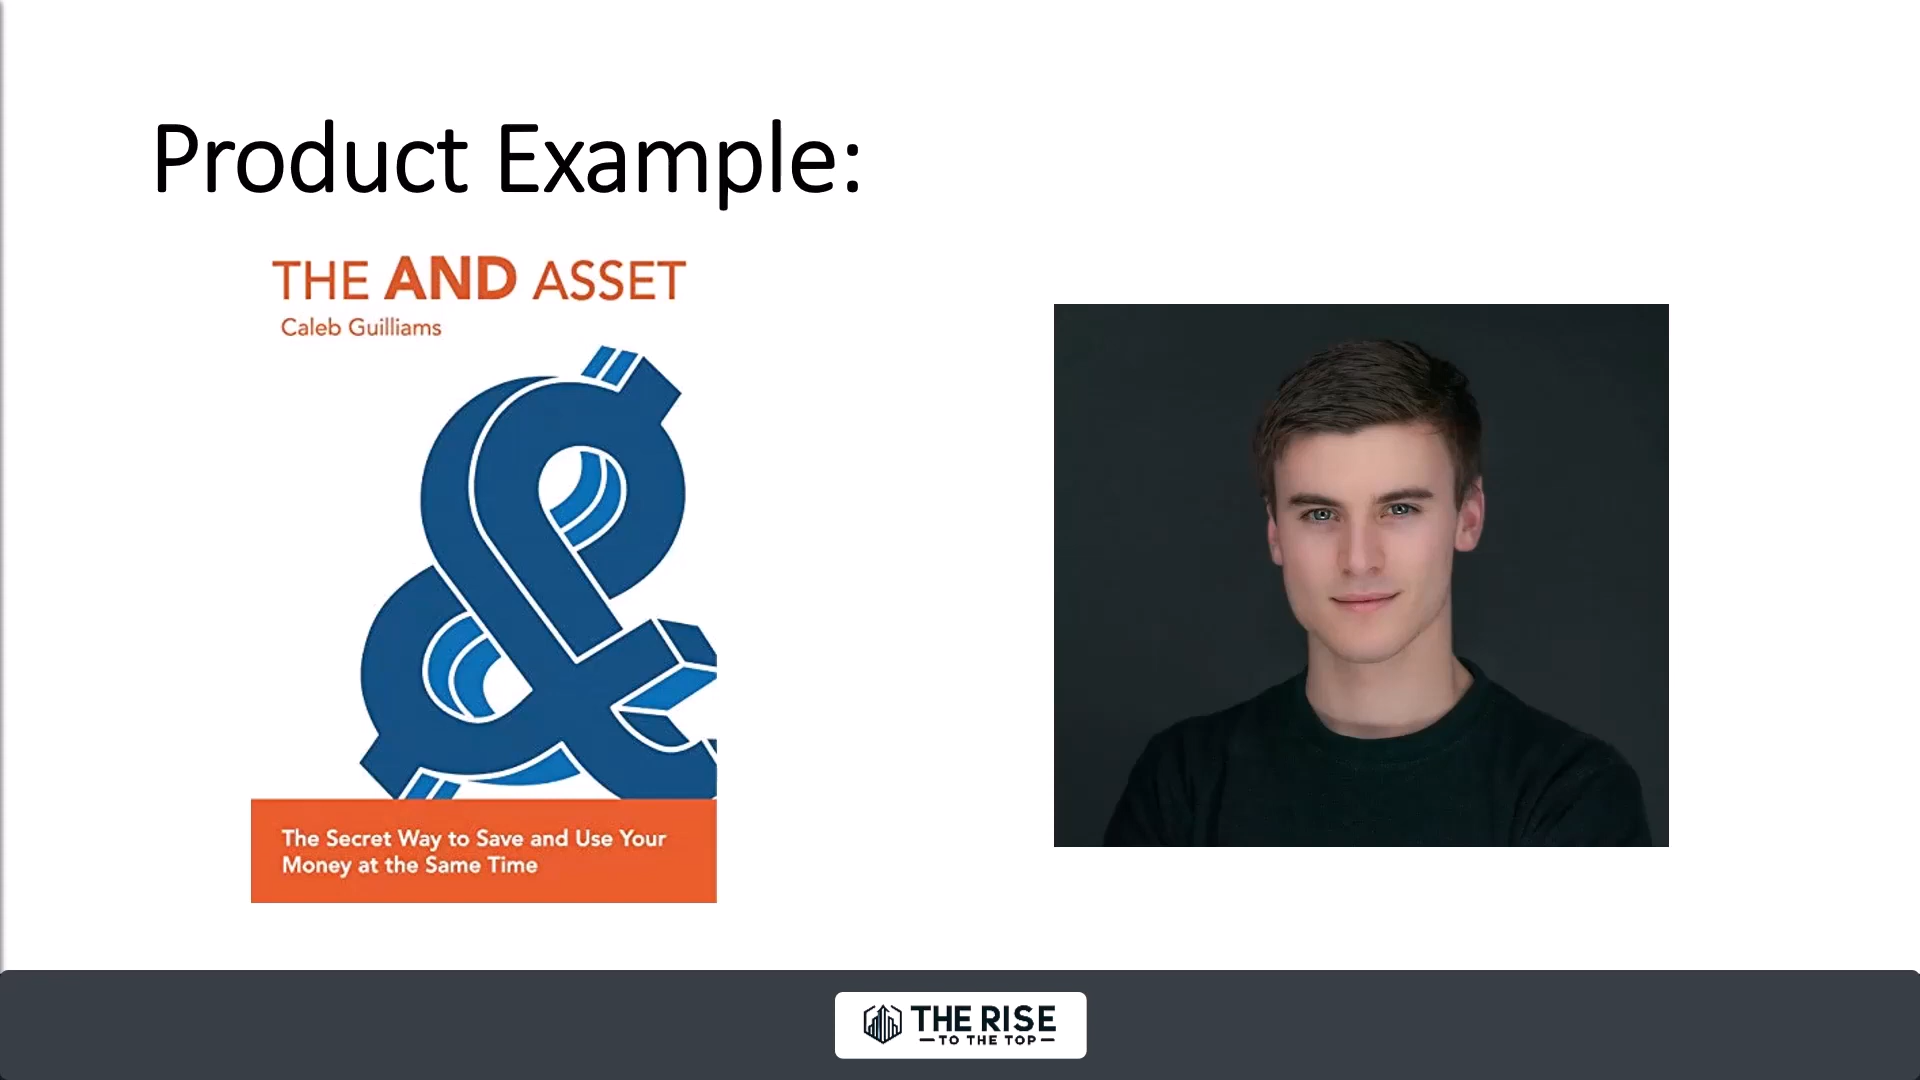 Product Example:
THE AND ASSET
Caleb Guilliams
The Secret Way to Save and Use Your
Money at the Same Time
THE RISE
TO THE TOP